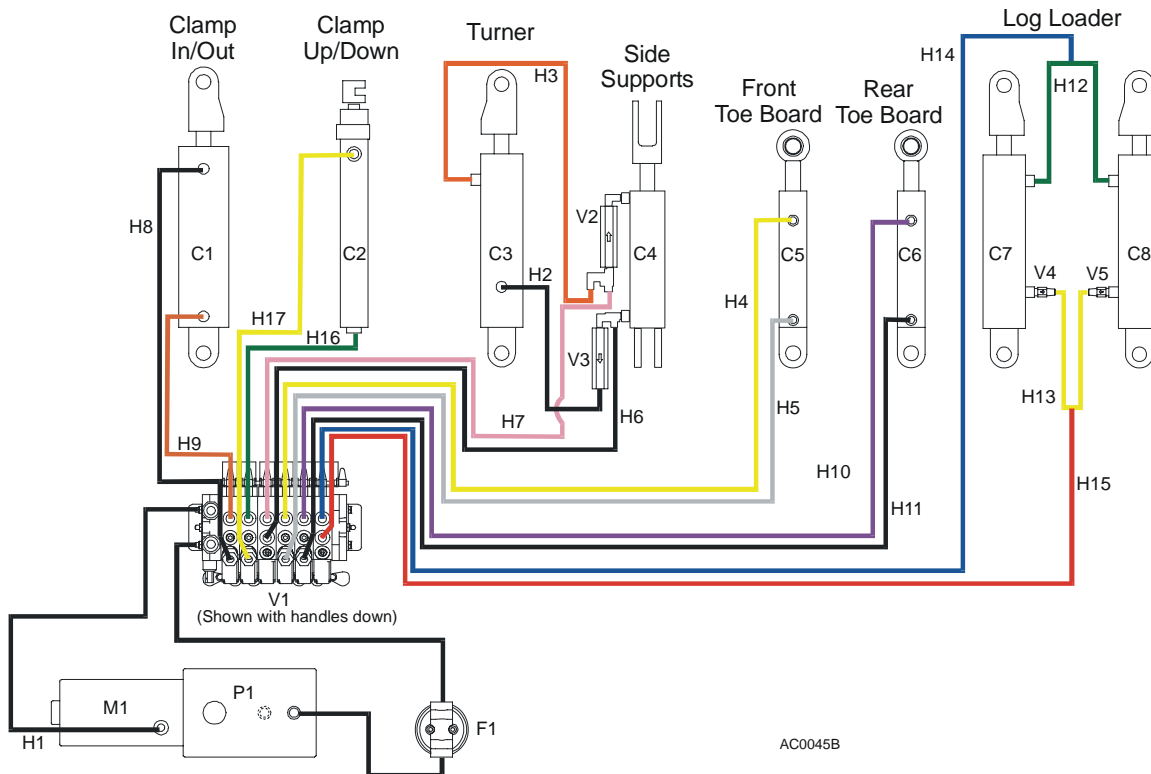 Clamp
In/Out
Clamp
Up/Down
Turner
Side
Supports
Front
Toe Board
Rear
Toe Board
Log Loader
H14
H3
H12
H8
V2
C1
C2
C3
H2
C4
C5
C6
C7
C8
V4
V5
H4
H17
H16
V3
H13
H7
H6
H5
H9
H10
H15
H11
V1
(Shown with handles down)
P1
M1
F1
H1
AC0045B